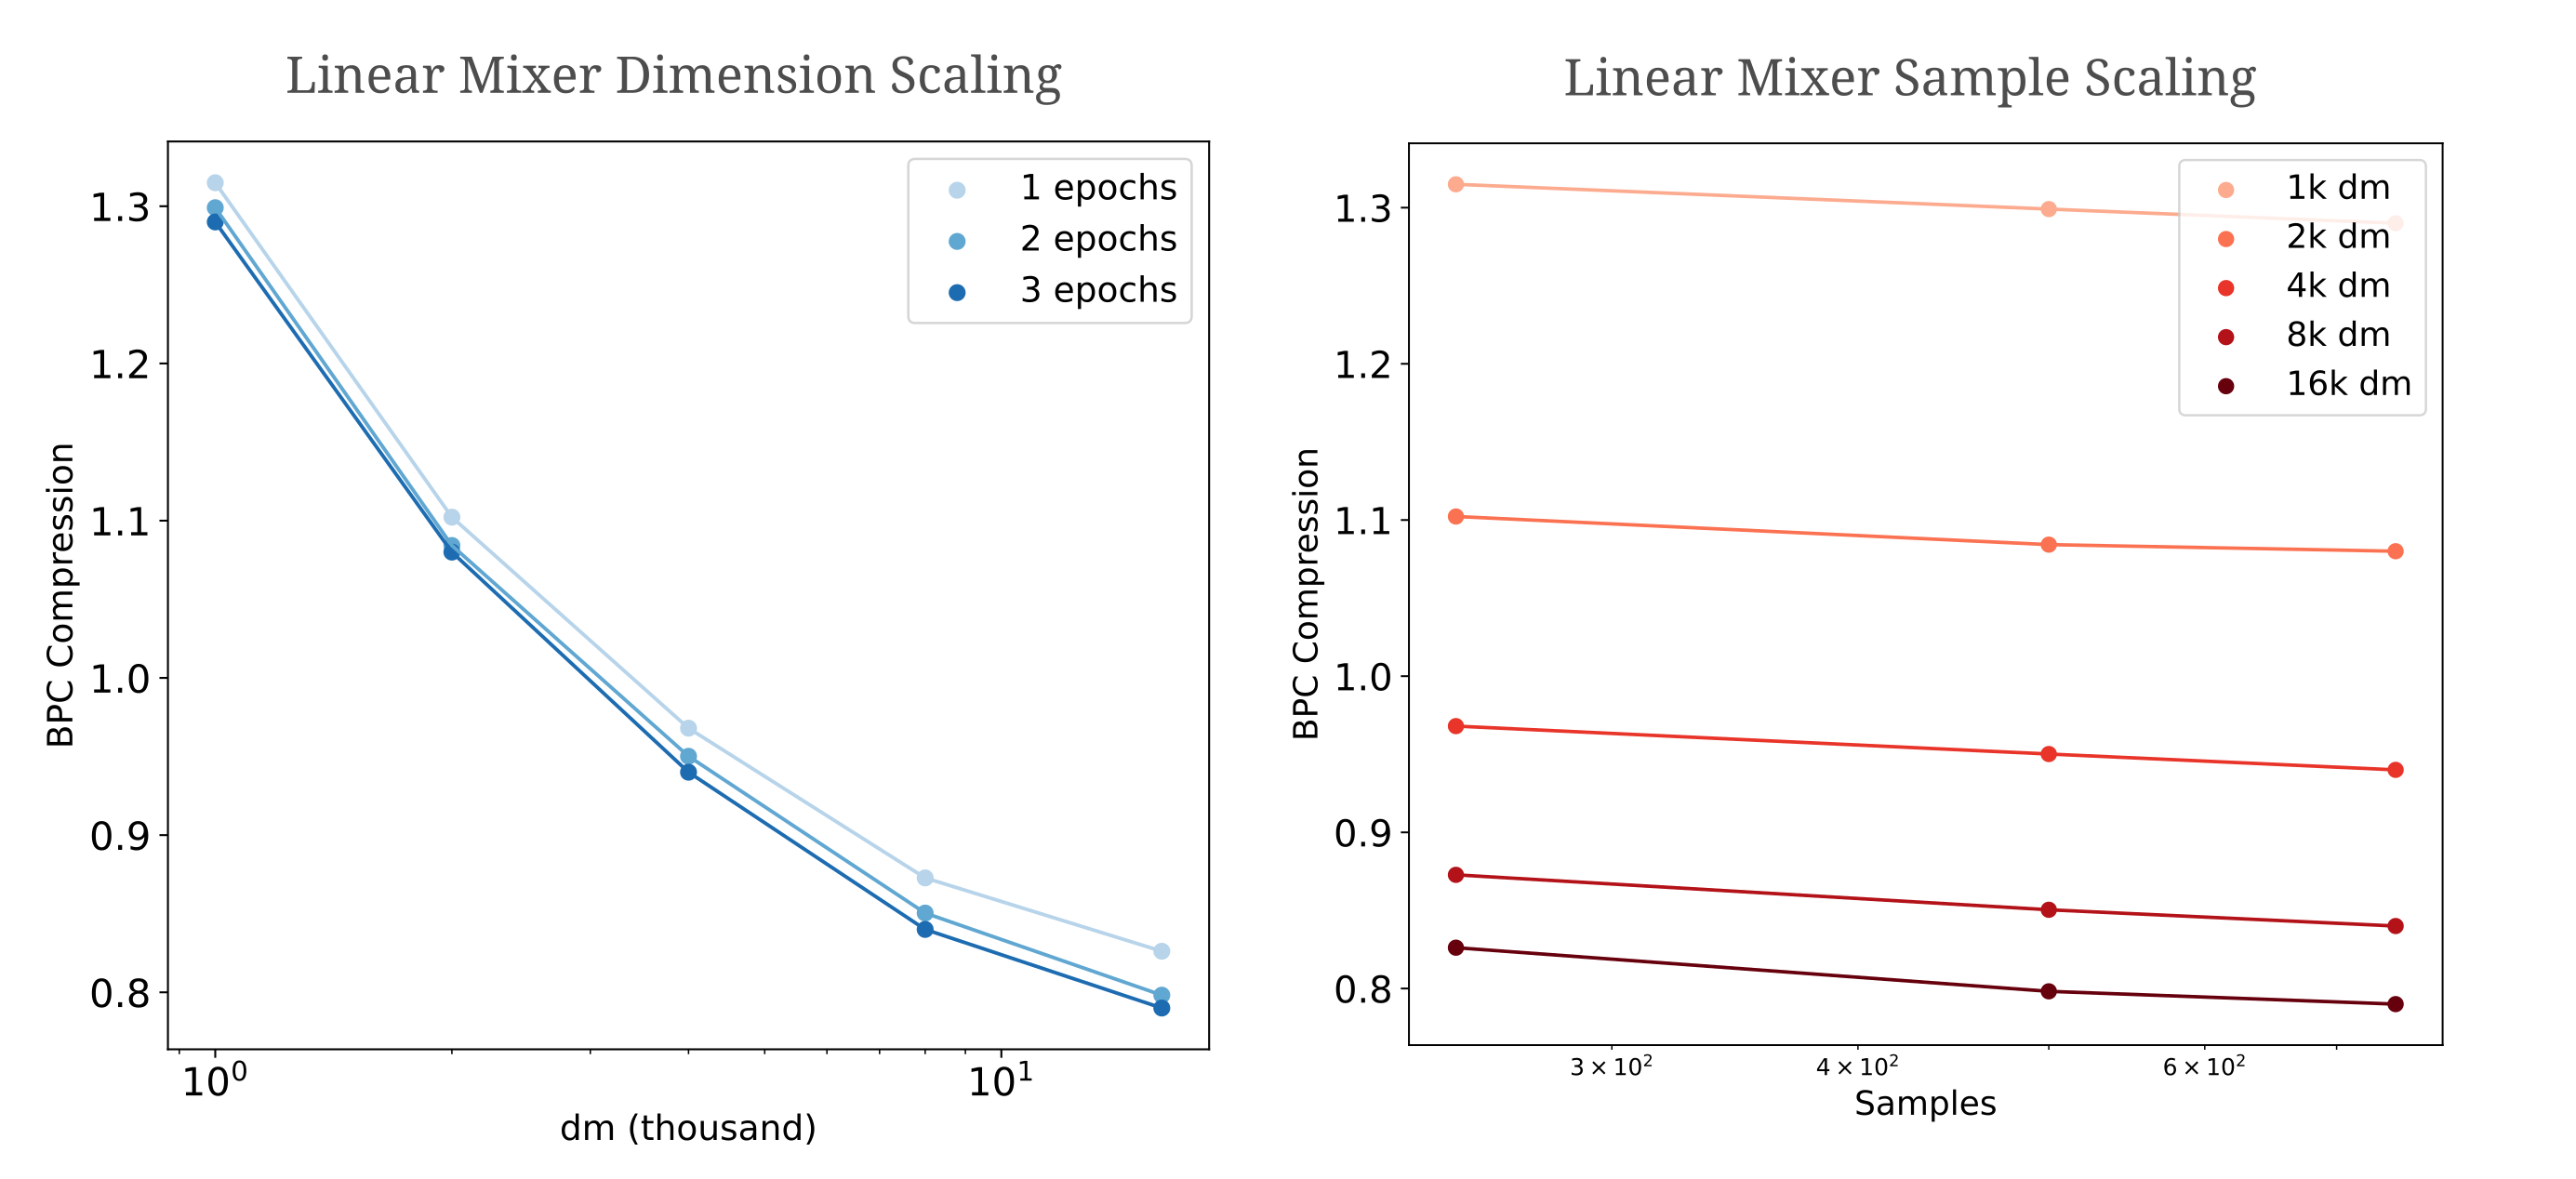 Linear Mixer Dimension Scaling
1 epochs
2 epochs
3 epochs
1.3
1.2
1.1
1.0
0.9
0.8
BPC Compression
10⁰
10¹
dm (thousand)
Linear Mixer Sample Scaling
1k dm
2k dm
4k dm
8k dm
16k dm
1.3
1.2
1.1
1.0
0.9
0.8
BPC Compression
3 × 10²
4 × 10²
6 × 10²
Samples